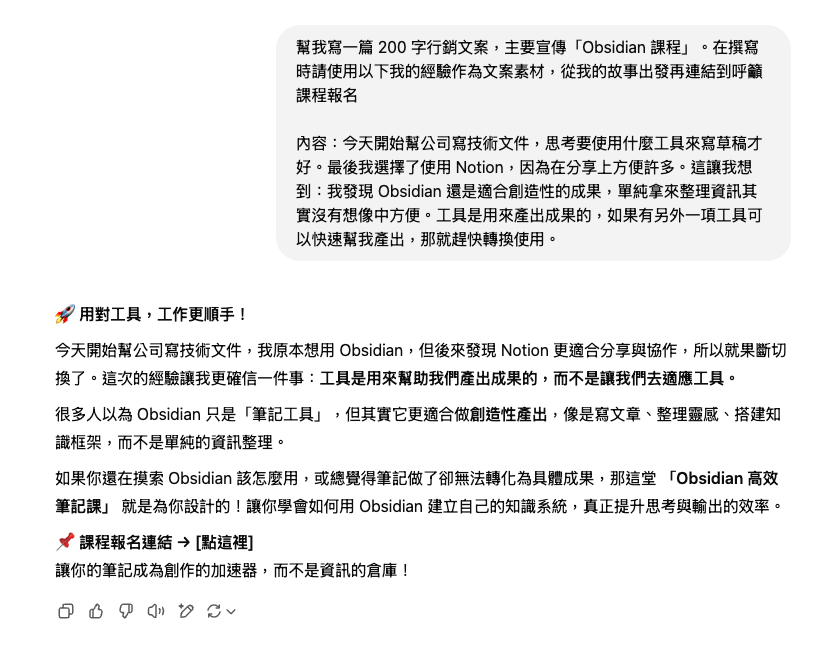 幫我寫一篇 200 字行銷文案，主要宣傳「Obsidian 課程」。在撰寫
時請使用以下我的經驗作為文案素材，從我的故事出發再連結到呼籲
課程報名
內容：今天開始幫公司寫技術文件，思考要使用什麼工具來寫草稿才
好。最後我選擇了使用 Notion，因為在分享上方便許多。這讓我想
到：我發現 Obsidian 還是適合創造性的成果，單純拿來整理資訊其
實沒有想像中方便。工具是用來產出成果的，如果有另外一項工具可
以快速幫我產出，那就趕快轉換使用。
🚀 用對工具，工作更順手！
今天開始幫公司寫技術文件，我原本想用 Obsidian，但後來發現 Notion 更適合分享與協作，所以就果斷切
換了。這次的經驗讓我更確信一件事：工具是用來幫助我們產出成果的，而不是讓我們去適應工具。
很多人以為 Obsidian 只是「筆記工具」，但其實它更適合做創造性產出，像是寫文章、整理靈感、搭建知
識框架，而不是單純的資訊整理。
如果你還在摸索 Obsidian 該怎麼用，或總覺得筆記做了卻無法轉化為具體成果，那這堂 「Obsidian 高效
筆記課」 就是為你設計的！讓你學會如何用 Obsidian 建立自己的知識系統，真正提升思考與輸出的效率。
📌 課程報名連結 → [點這裡]
讓你的筆記成為創作的加速器，而不是資訊的倉庫！